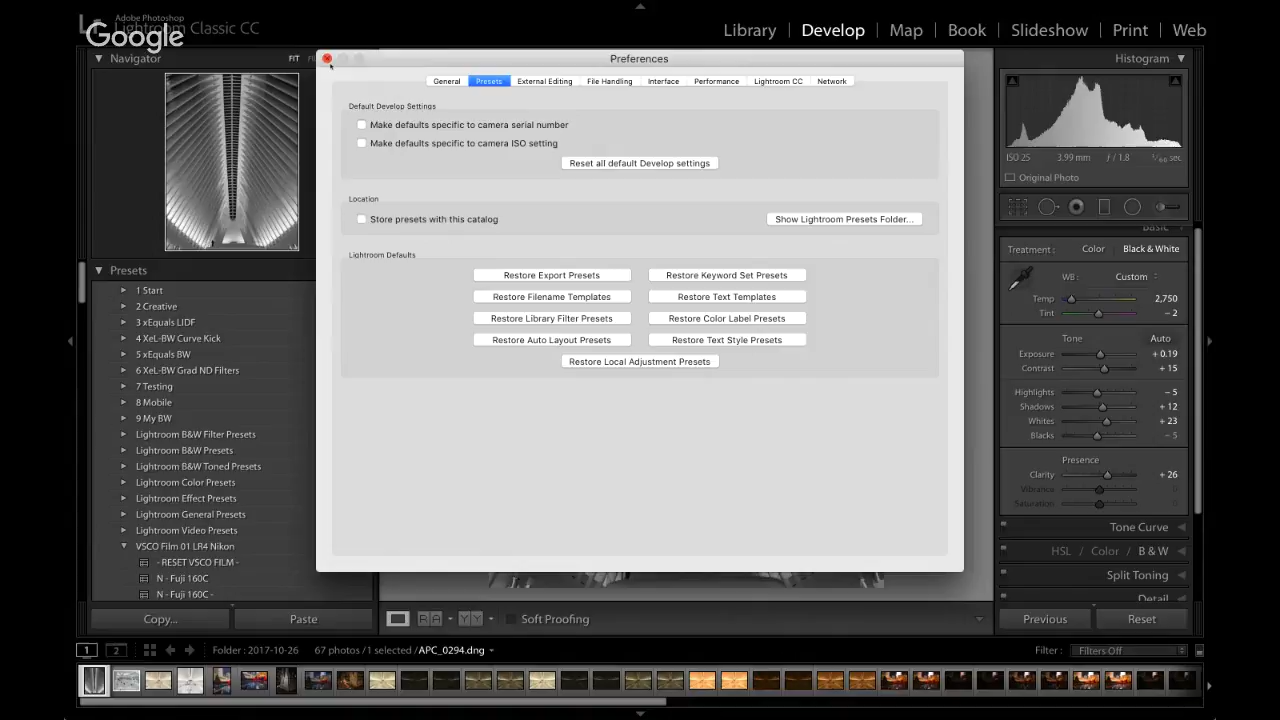 Adobe Photoshop
Lightroom Classic CC
Google
Library | Develop | Map | Book | Slideshow | Print | Web
Navigator
FIT
Preferences
General
Presets
External Editing
File Handling
Interface
Performance
Lightroom CC
Network
Default Develop Settings
Make defaults specific to camera serial number
Make defaults specific to camera ISO setting
Reset all default Develop settings
Location
Store presets with this catalog
Show Lightroom Presets Folder...
Lightroom Defaults
Restore Export Presets
Restore Keyword Set Presets
Restore Filename Templates
Restore Text Templates
Restore Library Filter Presets
Restore Color Label Presets
Restore Auto Layout Presets
Restore Text Style Presets
Restore Local Adjustment Presets
Presets
1 Start
2 Creative
3 xEquals LIDF
4 XeL-BW Curve Kick
5 xEquals BW
6 XeL-BW Grad ND Filters
7 Testing
8 Mobile
9 My BW
Lightroom B&W Filter Presets
Lightroom B&W Presets
Lightroom B&W Toned Presets
Lightroom Color Presets
Lightroom Effect Presets
Lightroom General Presets
Lightroom Video Presets
VSCO Film 01 LR4 Nikon
- RESET VSCO FILM -
N - Fuji 160C
N - Fuji 160C -
Copy...
Paste
Histogram
ISO 25 3.99 mm ƒ / 1.8 1/60 sec
Original Photo
Basic
Treatment : Color Black & White
WB : Custom
Temp 2,750
Tint – 2
Tone Auto
Exposure + 0.19
Contrast + 15
Highlights – 5
Shadows + 12
Whites + 23
Blacks – 5
Presence
Clarity + 26
Vibrance 0
Saturation 0
Tone Curve
HSL / Color / B & W
Split Toning
Detail
Soft Proofing
Previous
Reset
1 2 Folder : 2017-10-26 67 photos / 1 selected / APC_0294.dng
Filter : Filters Off